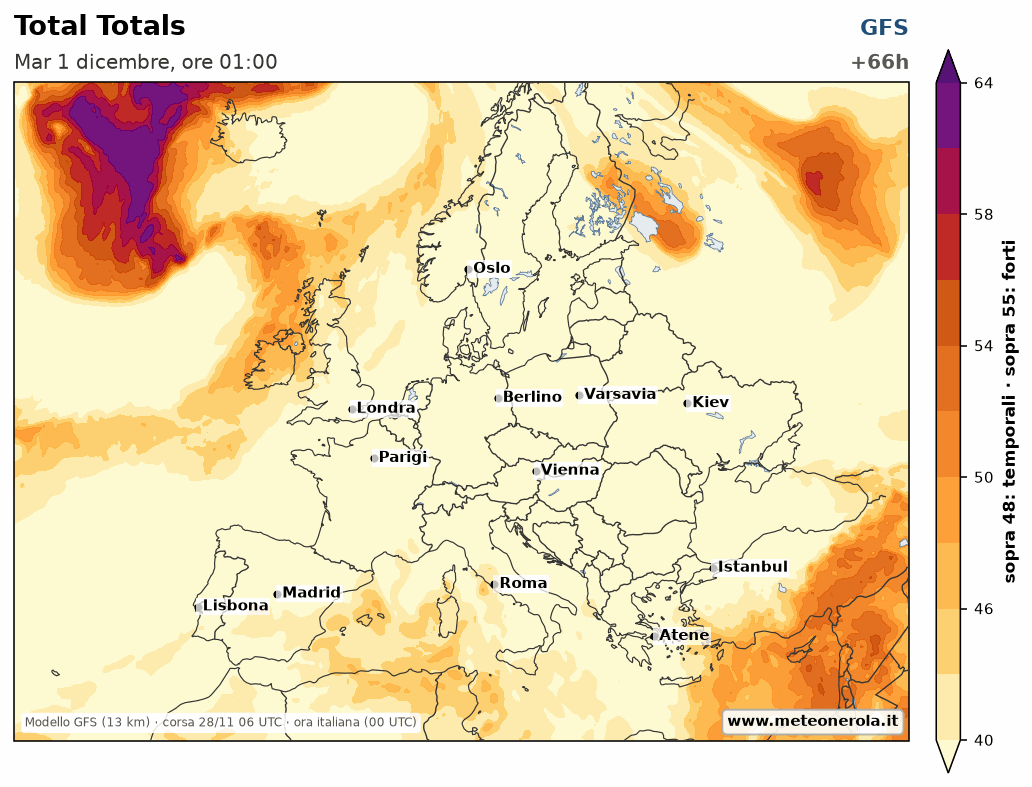 Total Totals
GFS
Mar 1 dicembre, ore 01:00
+66h
64
58
54
50
46
40
sopra 48: temporali · sopra 55: forti
Oslo
Berlino
Varsavia
Kiev
Londra
Parigi
Vienna
Istanbul
Roma
Madrid
Lisbona
Atene
Modello GFS (13 km) · corsa 28/11 06 UTC · ora italiana (00 UTC)
www.meteonerola.it